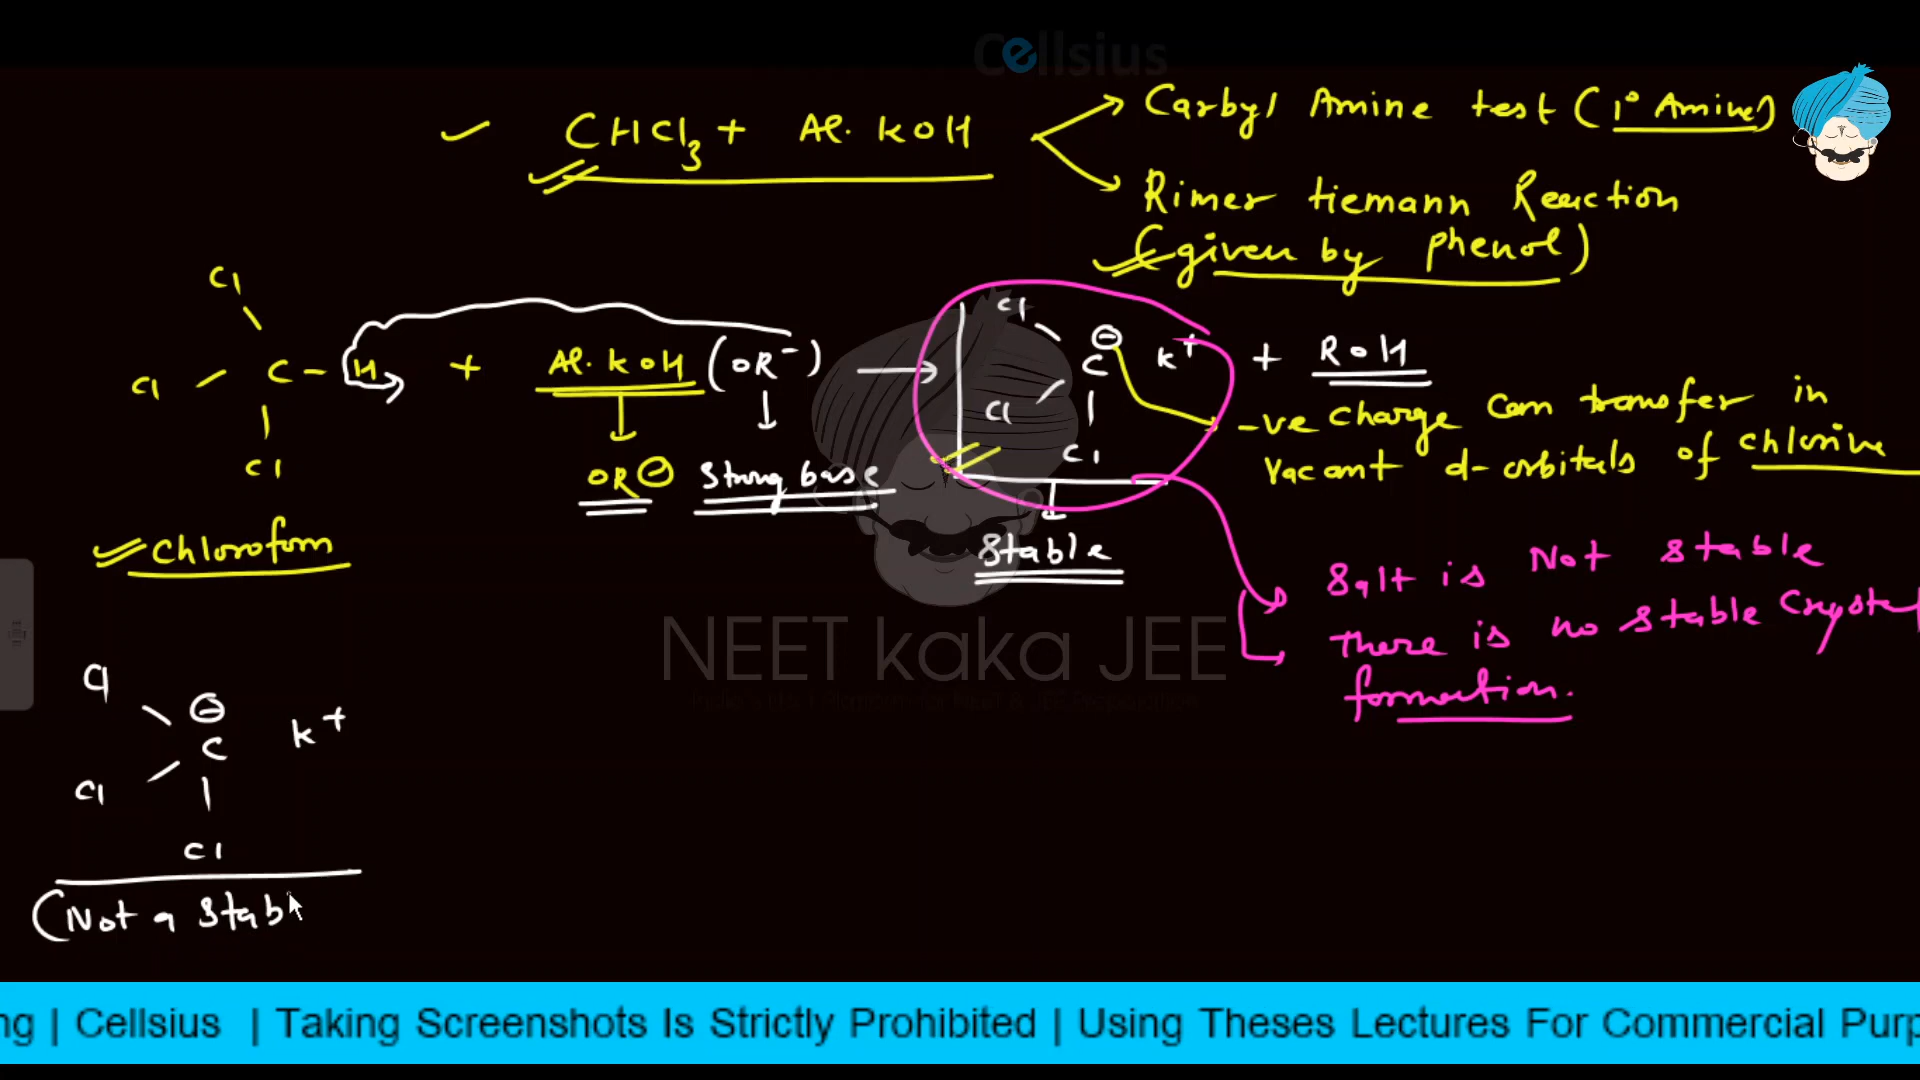 Cellsius
CHCl3 + Al. KOH
Carbyl Amine test (1° Amine)
Rimer tiemann Reaction
(given by phenol)
Cl
Cl
C - H
Cl
+
Al. KOH (OR-)
Cl
⊖
C
K+
Cl
Cl
+ ROH
OR⊖
Strong base
-ve charge Can transfer in
Vacant d-orbitals of chlorine
Chloroform
Stable
Salt is Not stable
There is no stable Crystal
formation.
NEET kaka JEE
Cl
⊖
C
K+
Cl
Cl
(Not a Stab
ng | Cellsius | Taking Screenshots Is Strictly Prohibited | Using Theses Lectures For Commercial Purp